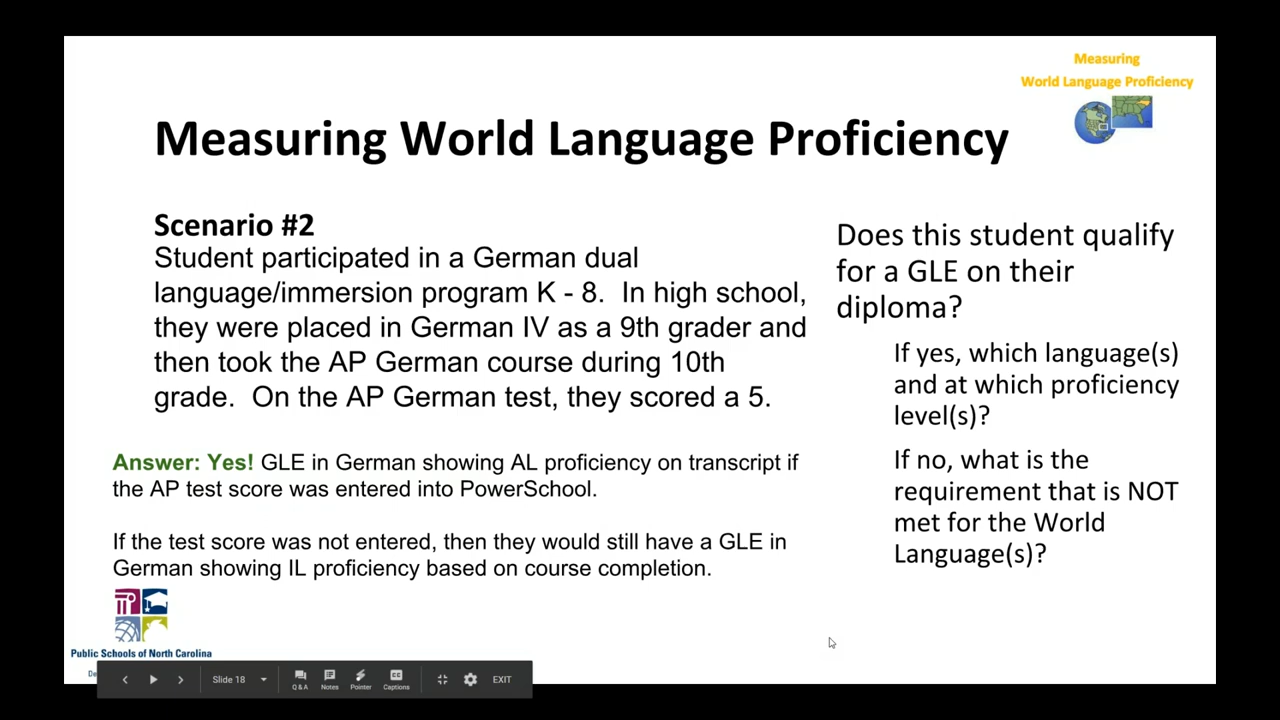 Measuring
World Language Proficiency
Measuring World Language Proficiency
Scenario #2
Student participated in a German dual
language/immersion program K - 8.  In high school,
they were placed in German IV as a 9th grader and
then took the AP German course during 10th
grade.  On the AP German test, they scored a 5.
Answer: Yes! GLE in German showing AL proficiency on transcript if
the AP test score was entered into PowerSchool.
If the test score was not entered, then they would still have a GLE in
German showing IL proficiency based on course completion.
Does this student qualify
for a GLE on their
diploma?
If yes, which language(s)
and at which proficiency
level(s)?
If no, what is the
requirement that is NOT
met for the World
Language(s)?
Public Schools of North Carolina
Slide 18
Q & A
Notes
Pointer
CC
Captions
EXIT